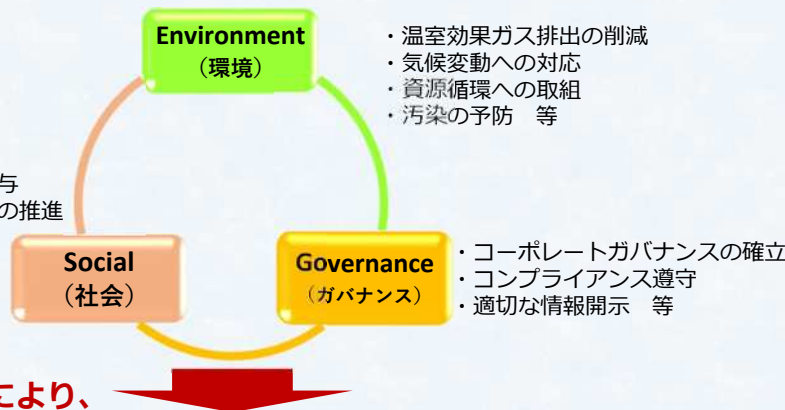 Environment
（環境）
・温室効果ガス排出の削減
・気候変動への対応
・資源循環への取組
・汚染の予防　等
与
の推進
Social
（社会）
Governance
（ガバナンス）
・コーポレートガバナンスの確立
・コンプライアンス遵守
・適切な情報開示　等
により、